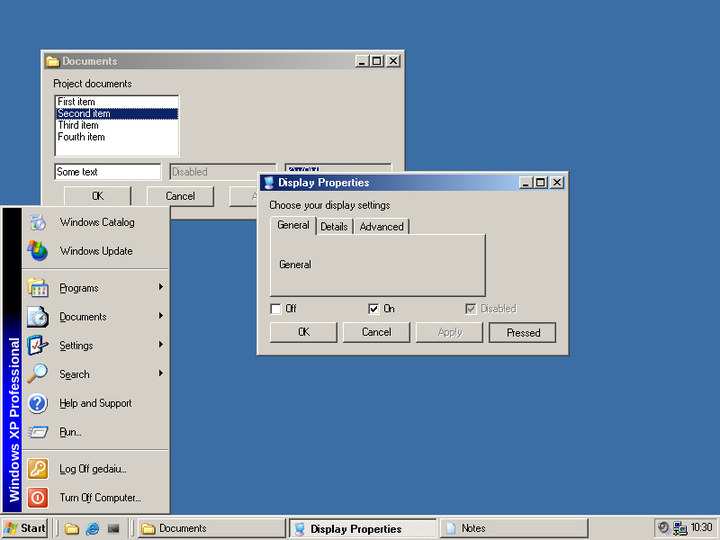 Documents
Project documents
First item
Second item
Third item
Fourth item
Some text
Disabled
OK
Cancel
Display Properties
Choose your display settings
General
Details
Advanced
General
Off
On
Disabled
OK
Cancel
Apply
Pressed
Windows XP Professional
Windows Catalog
Windows Update
Programs
Documents
Settings
Search
Help and Support
Run...
Log Off gedaiu...
Turn Off Computer...
Start
Documents
Display Properties
Notes
10:30